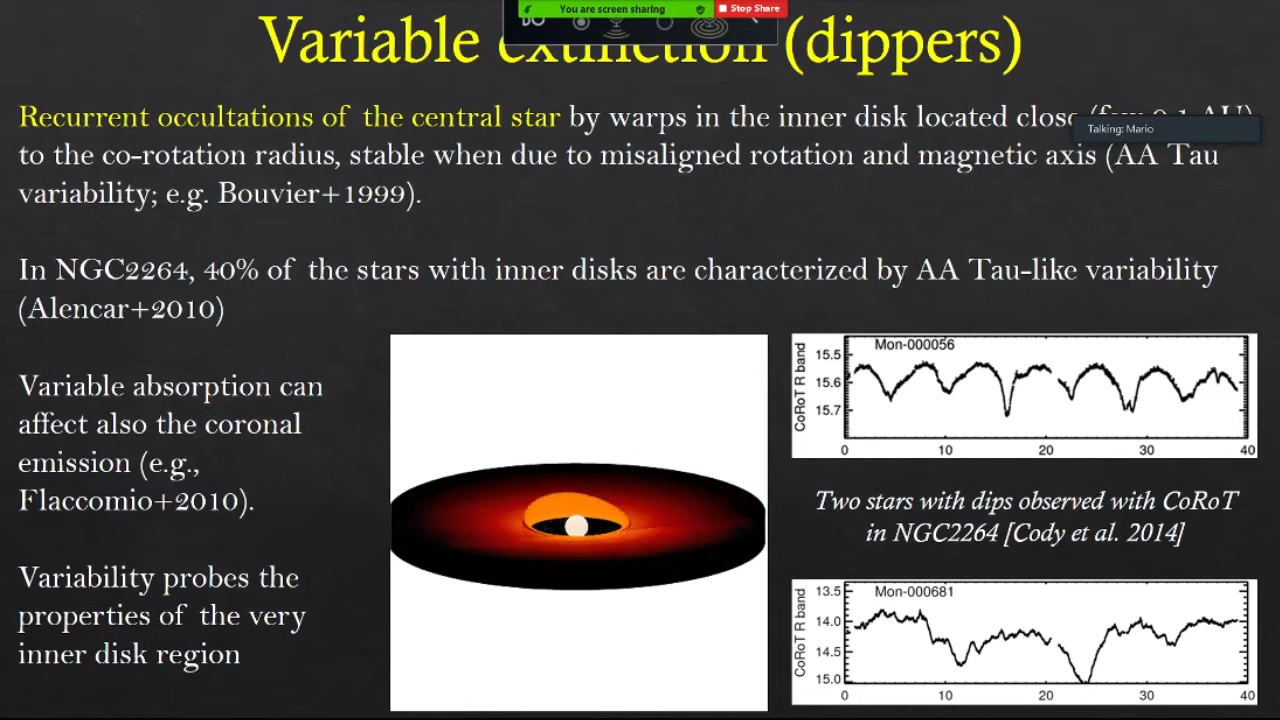 You are screen sharing
Stop Share
Variable extinction (dippers)
Talking: Mario
Recurrent occultations of the central star by warps in the inner disk located close (few 0.1 AU)
to the co-rotation radius, stable when due to misaligned rotation and magnetic axis (AA Tau
variability; e.g. Bouvier+1999).
In NGC2264, 40% of the stars with inner disks are characterized by AA Tau-like variability
(Alencar+2010)
Variable absorption can
affect also the coronal
emission (e.g.,
Flaccomio+2010).
Variability probes the
properties of the very
inner disk region
Mon-000056
CoRoT R band
15.5
15.6
15.7
0 10 20 30 40
Two stars with dips observed with CoRoT
in NGC2264 [Cody et al. 2014]
Mon-000681
CoRoT R band
13.5
14.0
14.5
15.0
0 10 20 30 40